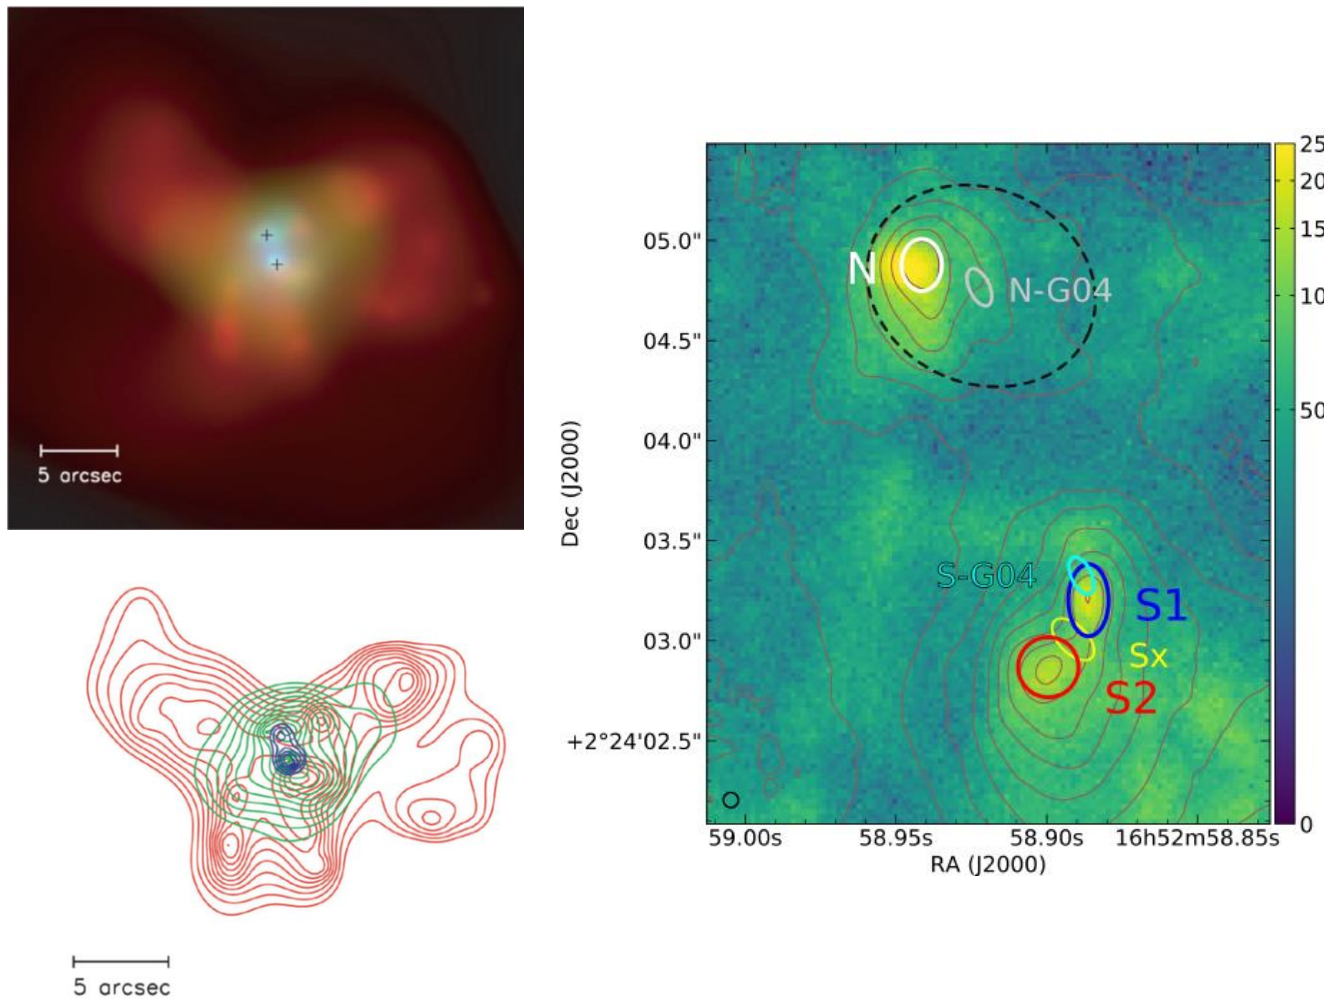 5 arcsec
5 arcsec
25
20
15
10
50
0
05.0"
04.5"
04.0"
03.5"
03.0"
+2°24'02.5"
Dec (J2000)
N
N-G04
S-G04
S1
Sx
S2
59.00s
58.95s
58.90s
16h52m58.85s
RA (J2000)